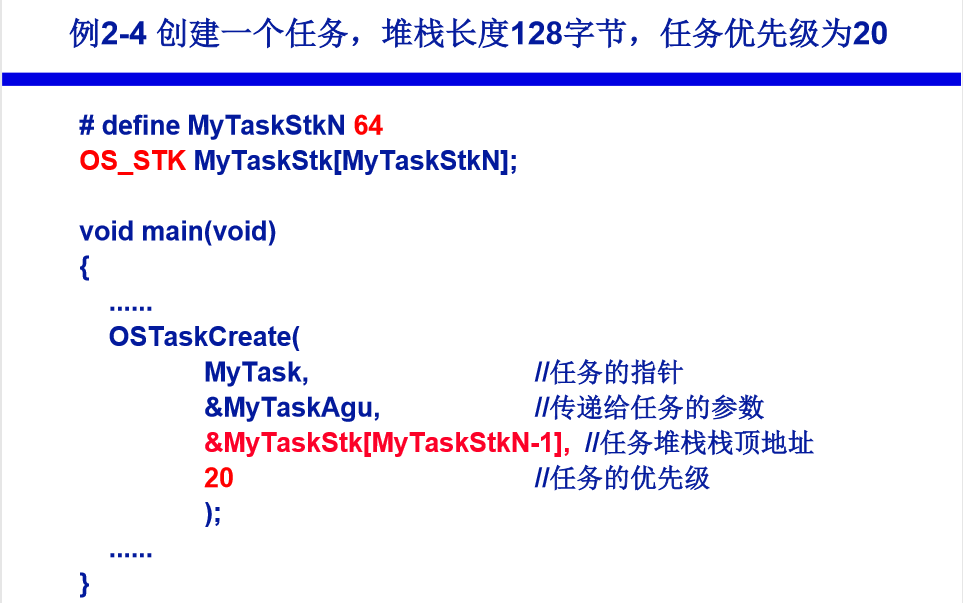 例2-4 创建一个任务，堆栈长度128字节，任务优先级为20
# define MyTaskStkN 64
OS_STK MyTaskStk[MyTaskStkN];
void main(void)
{
......
OSTaskCreate(
MyTask, //任务的指针
&MyTaskAgu, //传递给任务的参数
&MyTaskStk[MyTaskStkN-1], //任务堆栈栈顶地址
20 //任务的优先级
);
......
}